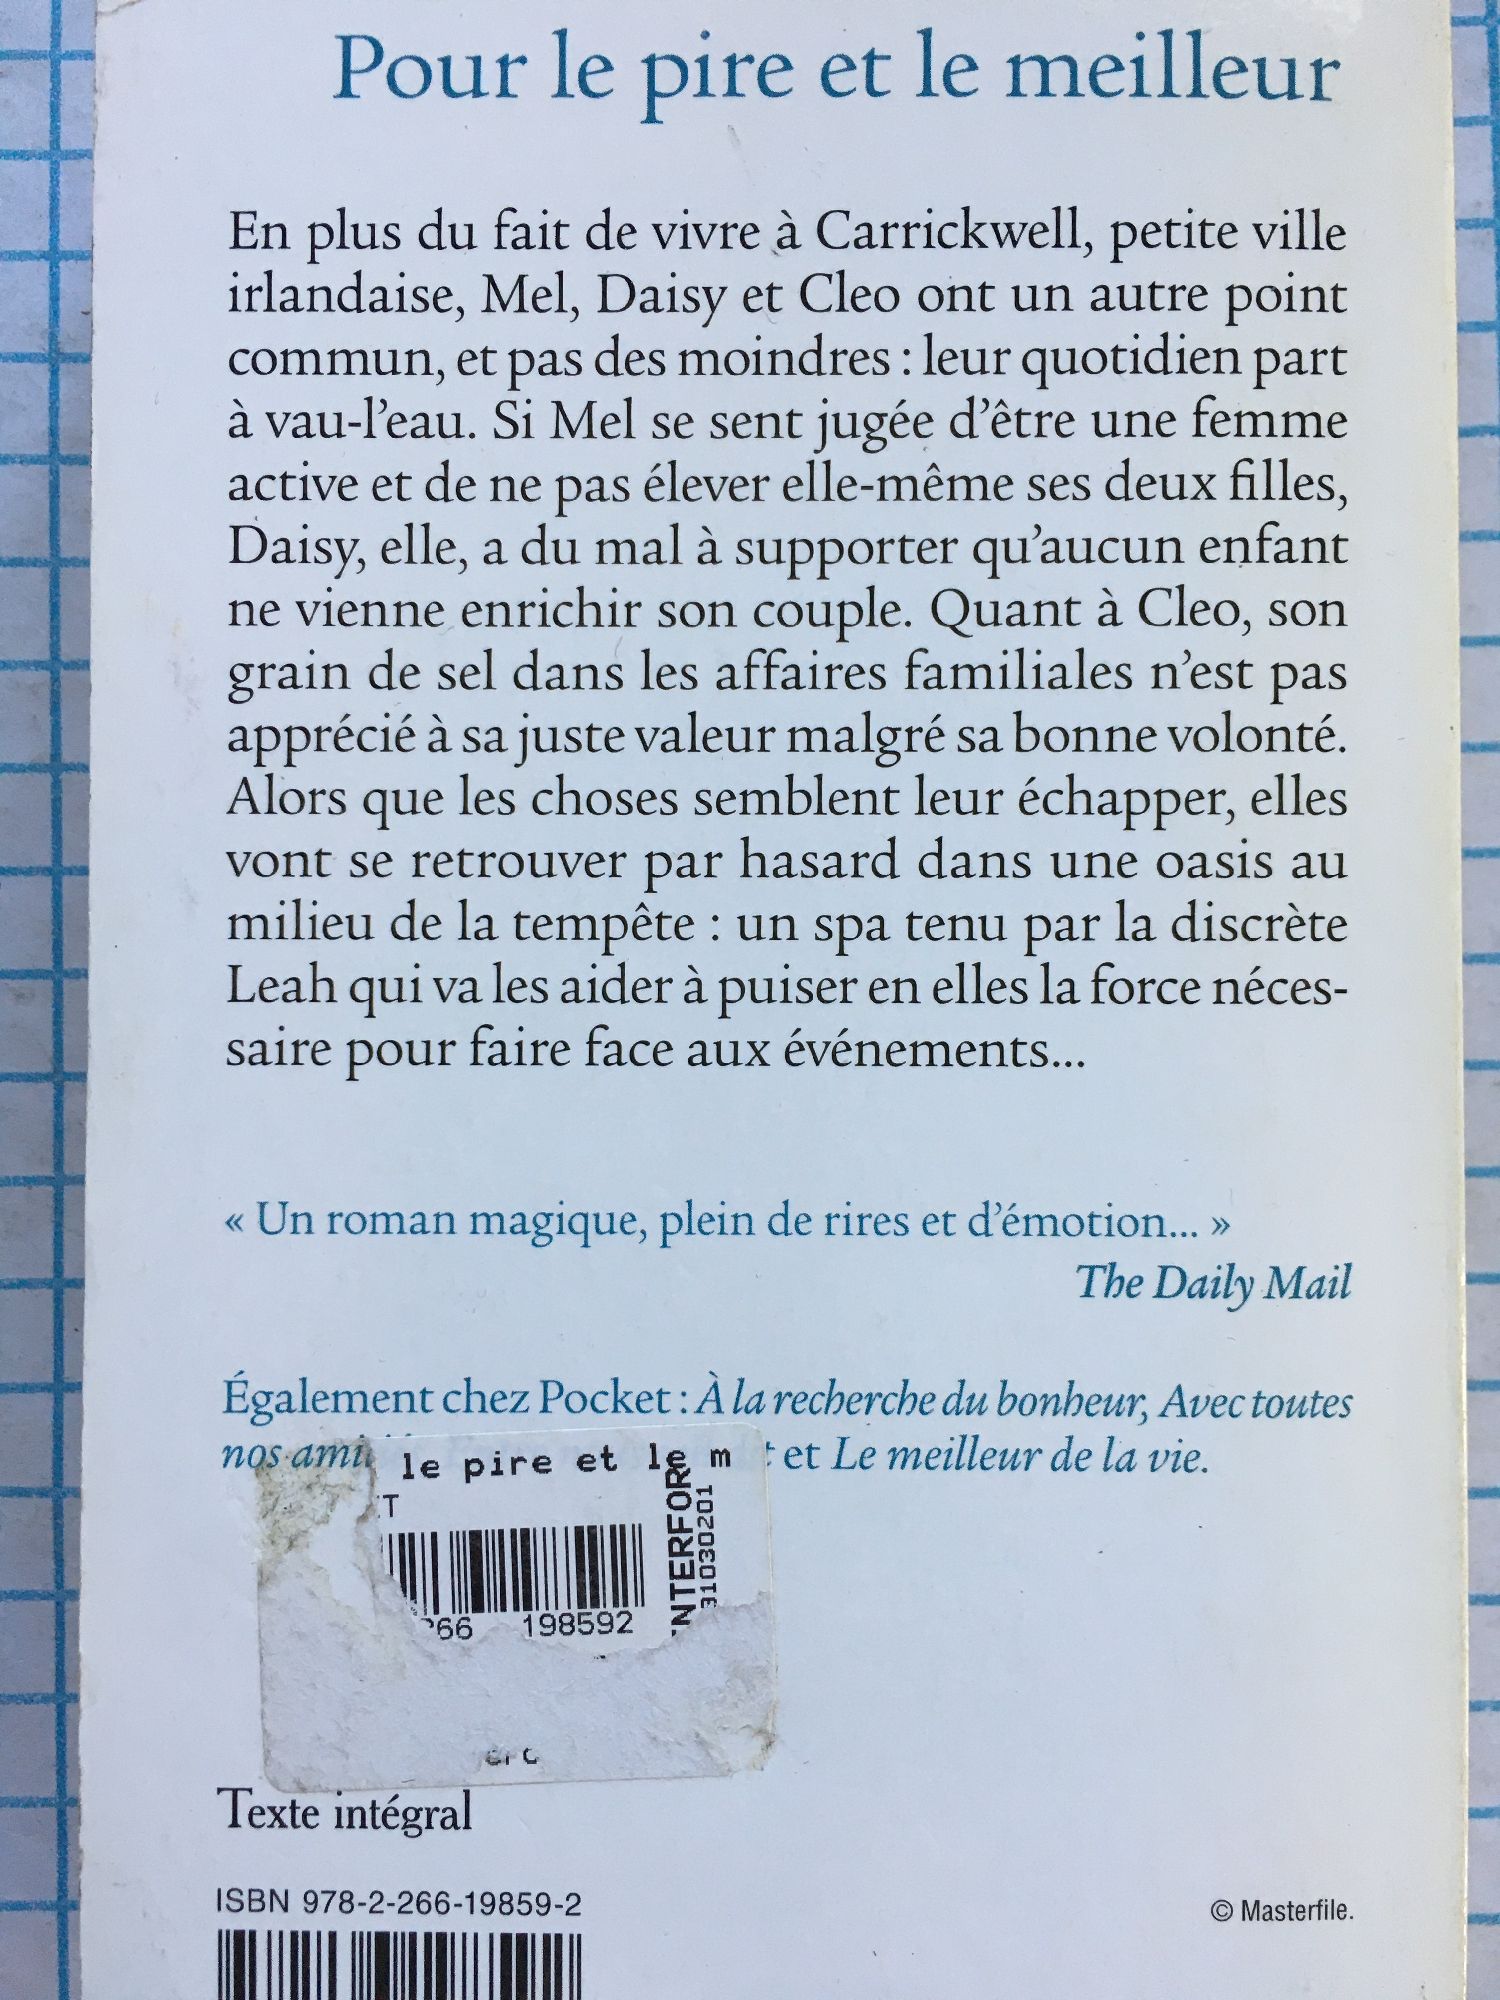 Pour le pire et le meilleur
En plus du fait de vivre à Carrickwell, petite ville
irlandaise, Mel, Daisy et Cleo ont un autre point
commun, et pas des moindres : leur quotidien part
à vau-l'eau. Si Mel se sent jugée d'être une femme
active et de ne pas élever elle-même ses deux filles,
Daisy, elle, a du mal à supporter qu'aucun enfant
ne vienne enrichir son couple. Quant à Cleo, son
grain de sel dans les affaires familiales n'est pas
apprécié à sa juste valeur malgré sa bonne volonté.
Alors que les choses semblent leur échapper, elles
vont se retrouver par hasard dans une oasis au
milieu de la tempête : un spa tenu par la discrète
Leah qui va les aider à puiser en elles la force néces-
saire pour faire face aux événements...
« Un roman magique, plein de rires et d'émotion... »
The Daily Mail
Également chez Pocket : À la recherche du bonheur, Avec toutes
nos et Le meilleur de la vie.
le pire et le m
198592
Texte intégral
ISBN 978-2-266-19859-2
© Masterfile.